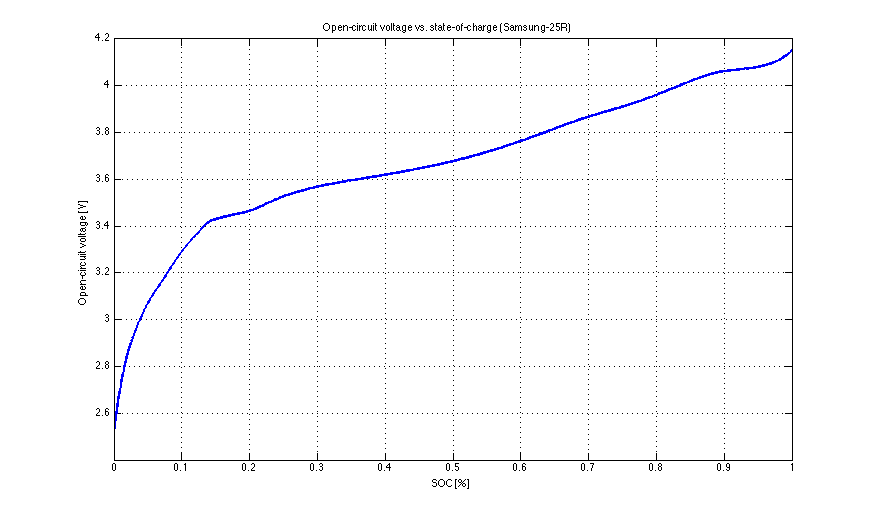 Open-circuit voltage vs. state-of-charge (Samsung-25R)
4.2
4
3.8
3.6
3.4
3.2
3
2.8
2.6
Open-circuit voltage [V]
0 0.1 0.2 0.3 0.4 0.5 0.6 0.7 0.8 0.9 1
SOC [%]